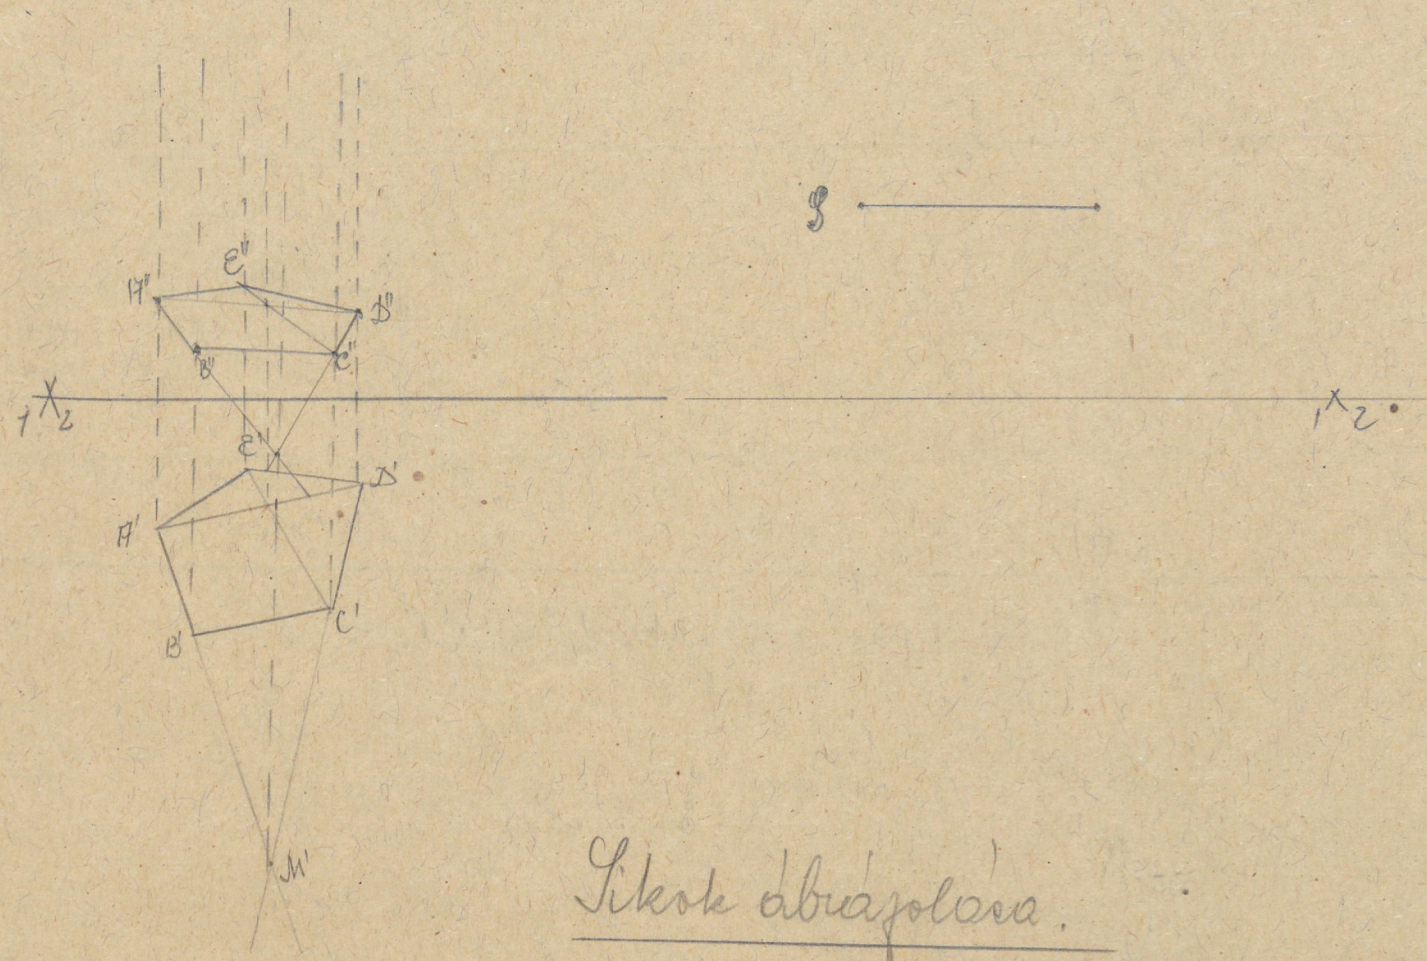 E"
A"
D"
B"
C"
1 x 2
1 x 2
E'
D'
A'
C'
B'
M'
Síkok ábrázolása.